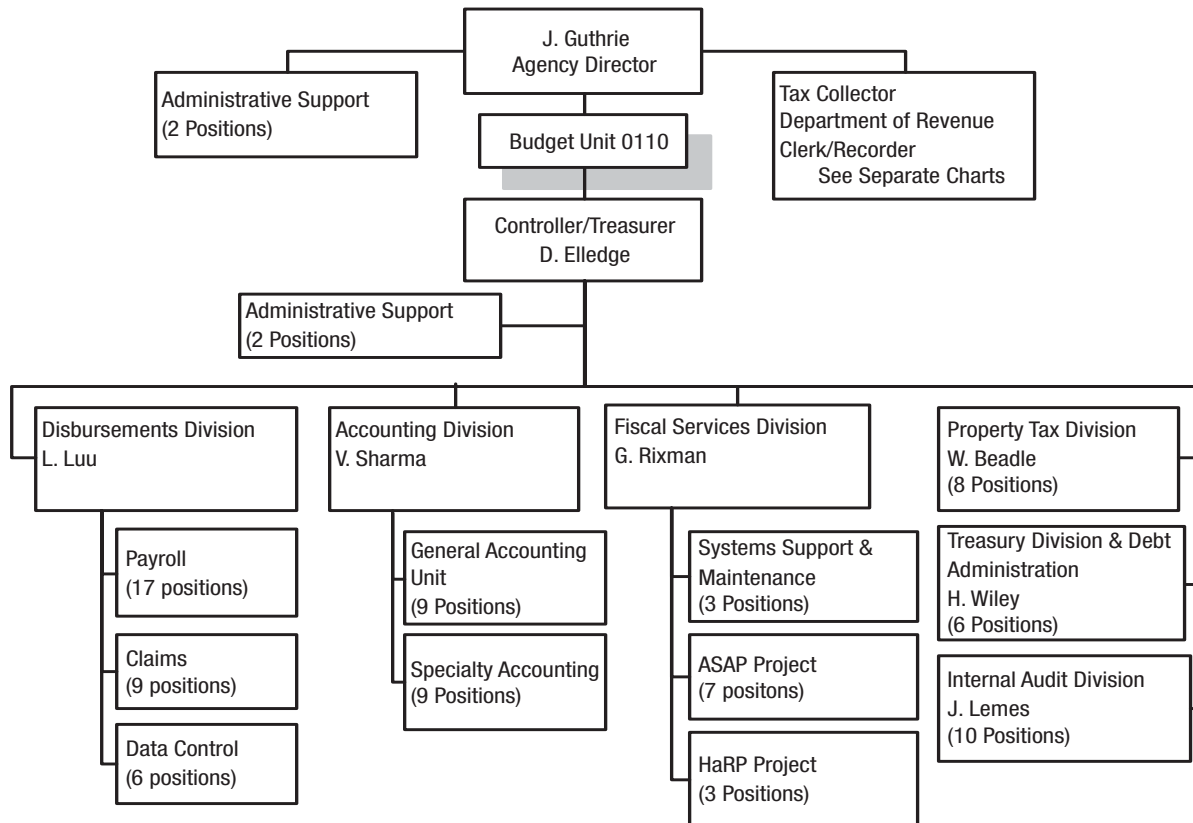 J. Guthrie
Agency Director
Administrative Support
(2 Positions)
Tax Collector
Department of Revenue
Clerk/Recorder
See Separate Charts
Budget Unit 0110
Controller/Treasurer
D. Elledge
Administrative Support
(2 Positions)
Disbursements Division
L. Luu
Payroll
(17 positions)
Claims
(9 positions)
Data Control
(6 positions)
Accounting Division
V. Sharma
General Accounting
Unit
(9 Positions)
Specialty Accounting
(9 Positions)
Fiscal Services Division
G. Rixman
Systems Support &
Maintenance
(3 Positions)
ASAP Project
(7 positons)
HaRP Project
(3 Positions)
Property Tax Division
W. Beadle
(8 Positions)
Treasury Division & Debt
Administration
H. Wiley
(6 Positions)
Internal Audit Division
J. Lemes
(10 Positions)